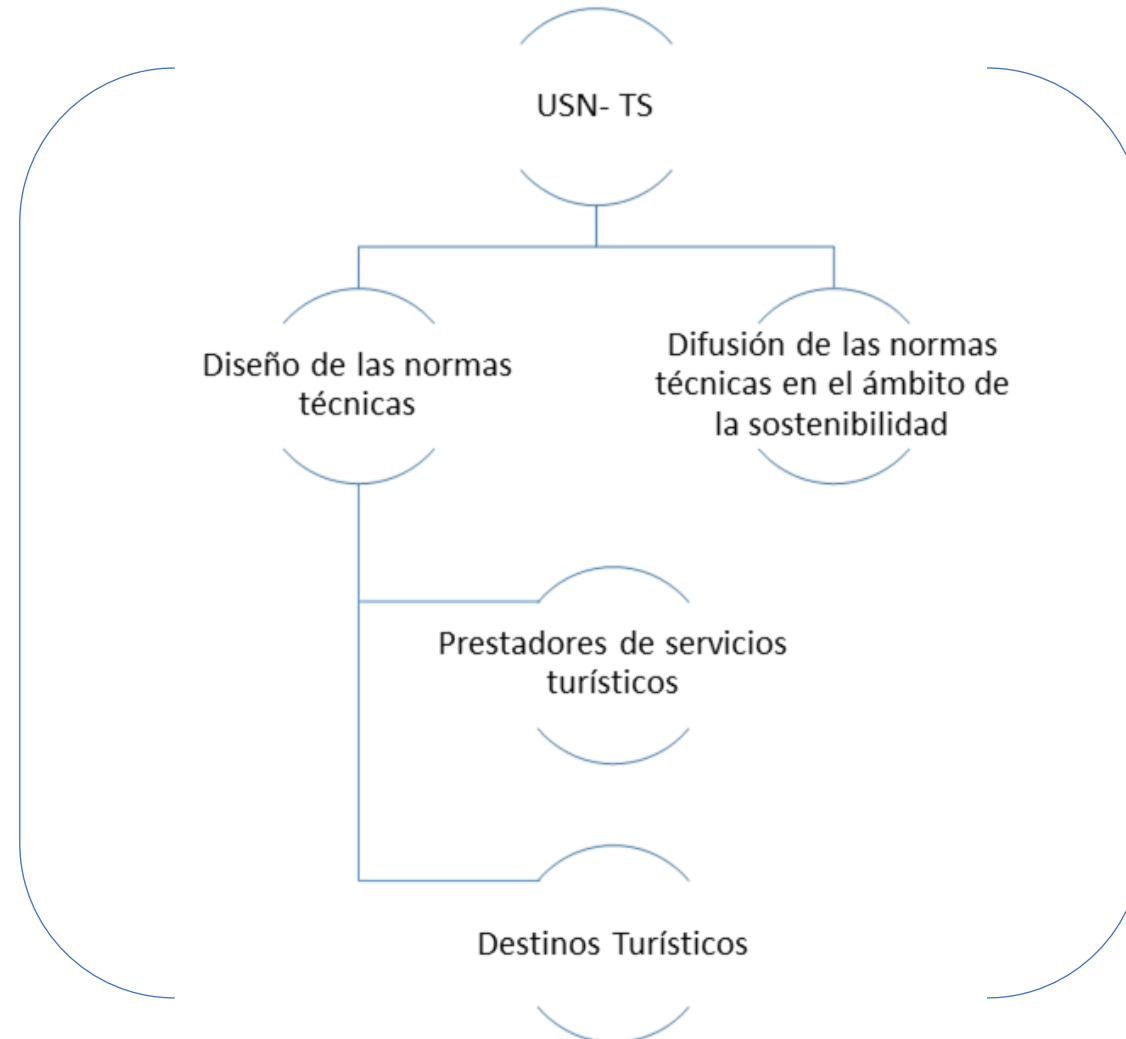 USN- TS
Diseño de las normas
técnicas
Difusión de las normas
técnicas en el ámbito de
la sostenibilidad
Prestadores de servicios
turísticos
Destinos Turísticos